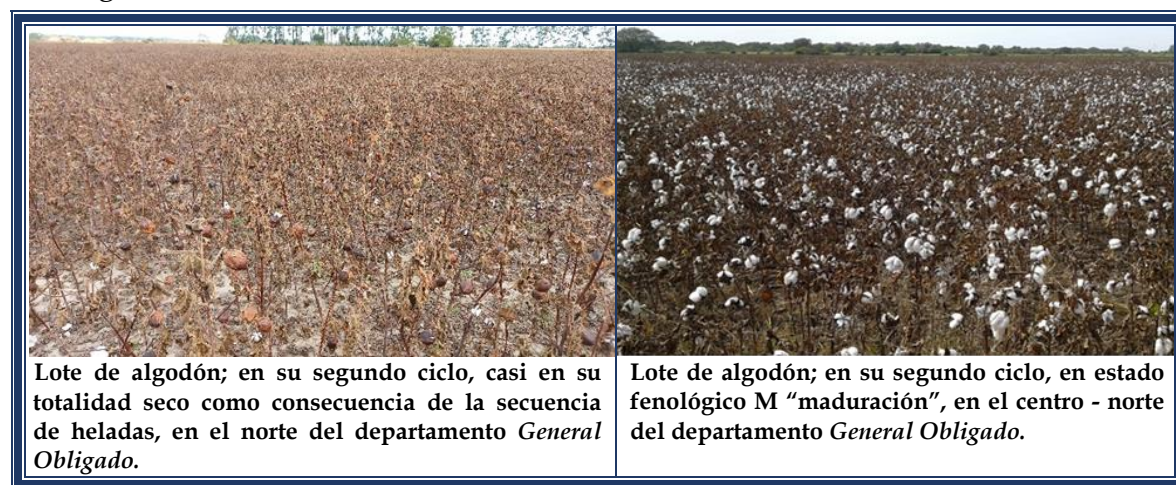 Lote de algodón; en su segundo ciclo, casi en su
totalidad seco como consecuencia de la secuencia
de heladas, en el norte del departamento General
Obligado.
Lote de algodón; en su segundo ciclo, en estado
fenológico M “maduración”, en el centro - norte
del departamento General Obligado.